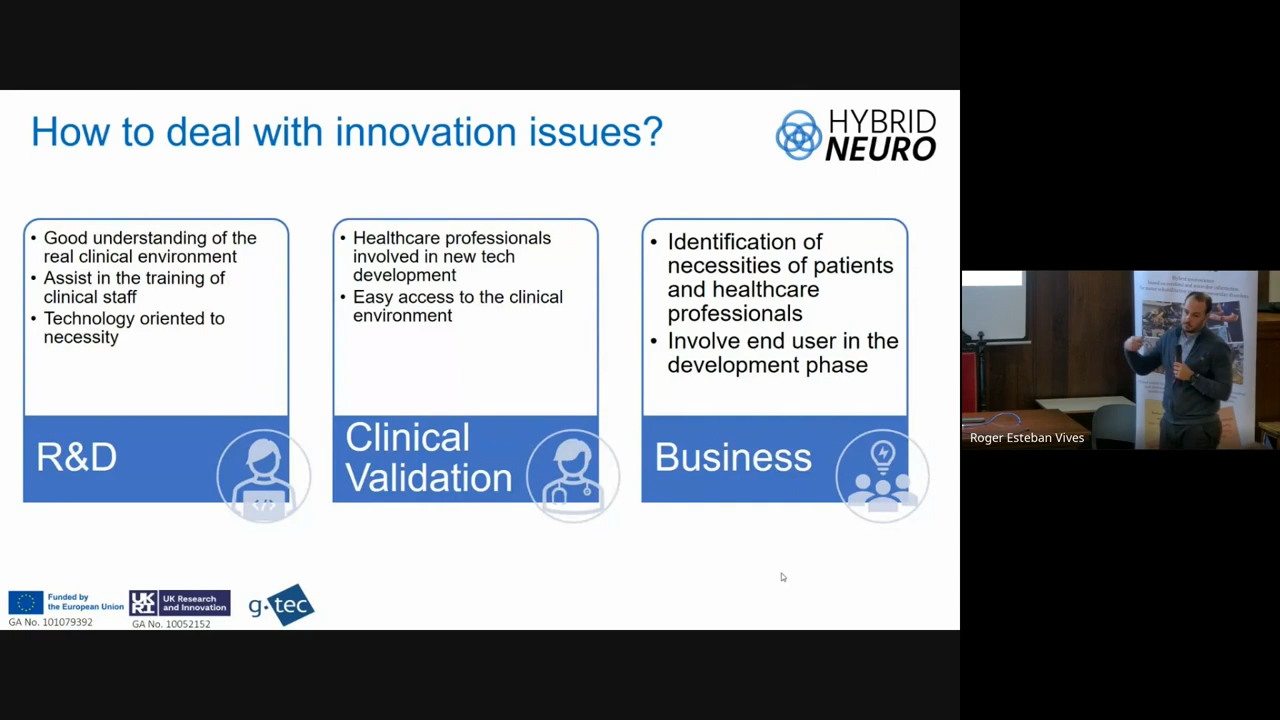 How to deal with innovation issues?
HYBRID
NEURO
• Good understanding of the
real clinical environment
• Assist in the training of
clinical staff
• Technology oriented to
necessity
R&D
• Healthcare professionals
involved in new tech
development
• Easy access to the clinical
environment
Clinical
Validation
• Identification of
necessities of patients
and healthcare
professionals
• Involve end user in the
development phase
Business
Funded by
the European Union
GA No. 101079392
UK
RI
UK Research
and Innovation
GA No. 10052152
g.tec
Roger Esteban Vives